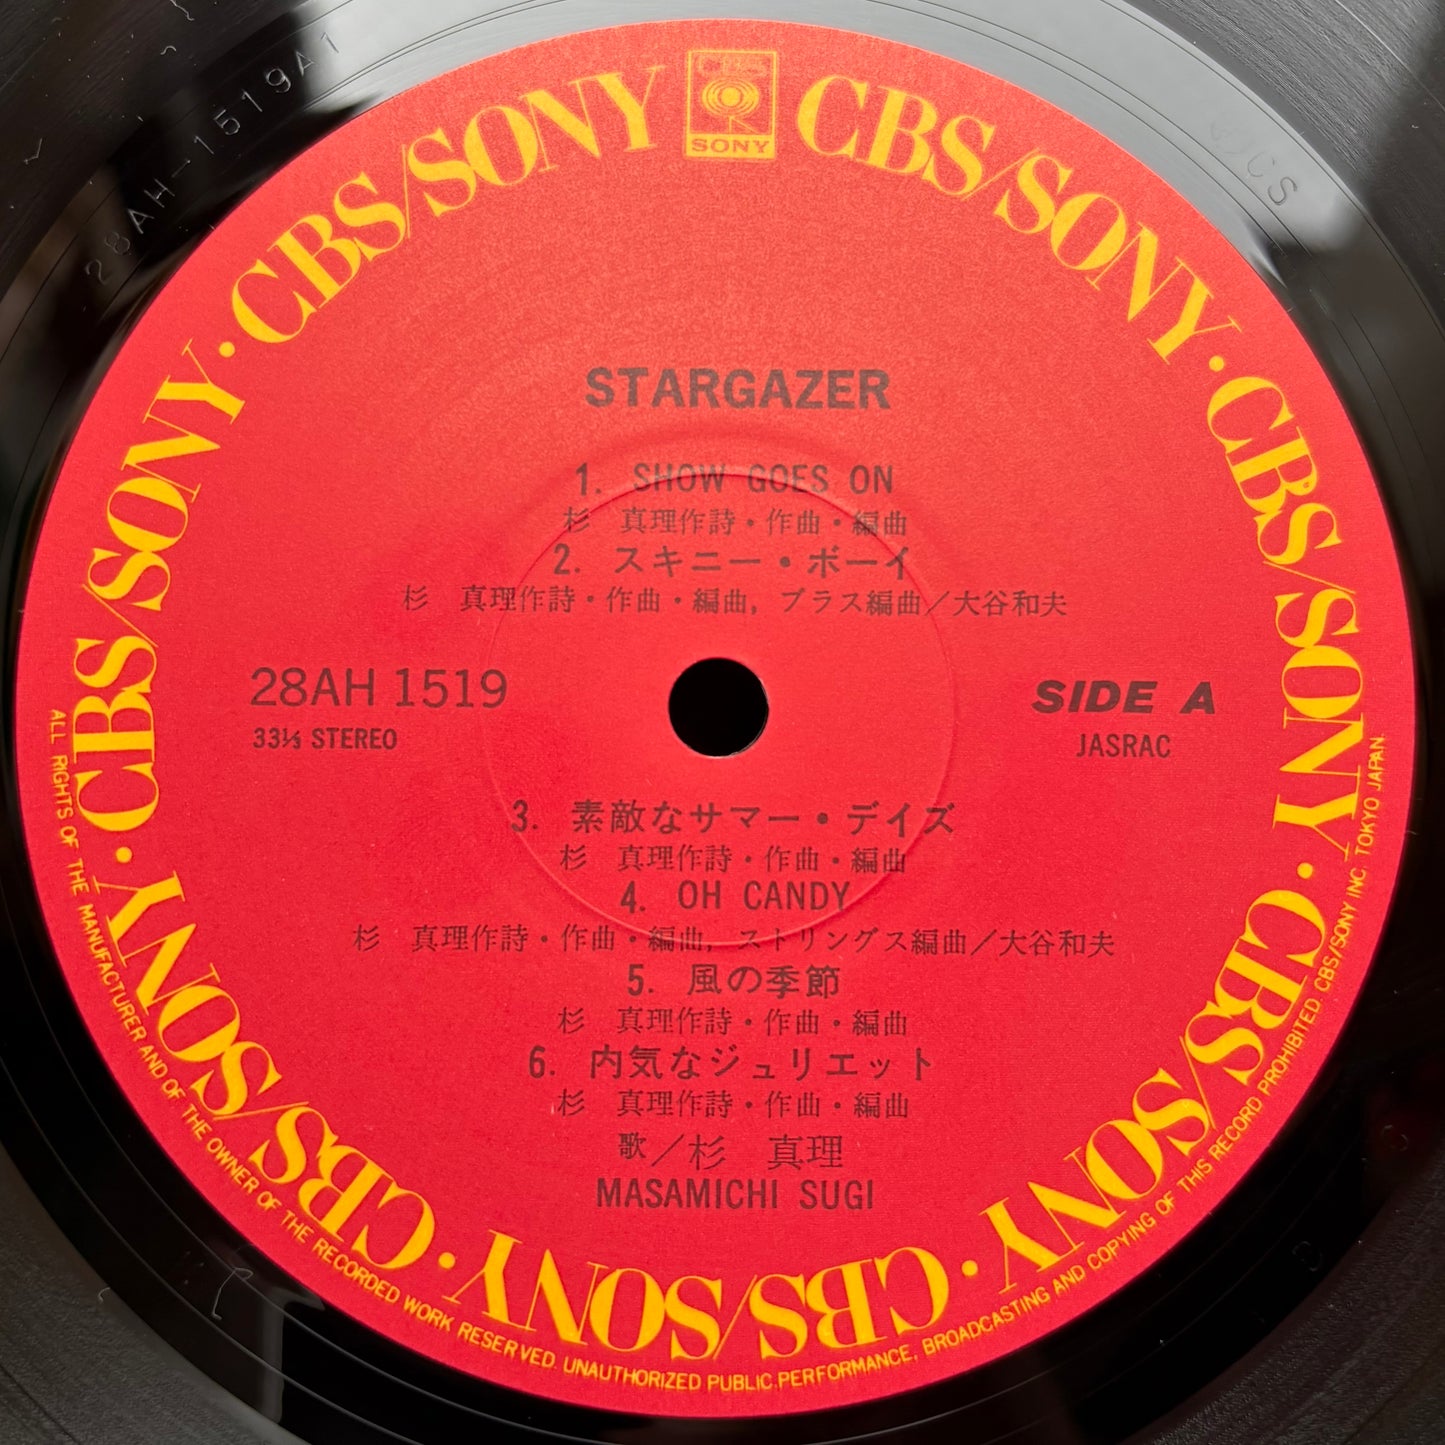 28AH-1519A1
CS
CBS
SONY
CBS/SONY · CBS/SONY · CBS/SONY · CBS/SONY · CBS/SONY · CBS/SONY · CBS/SONY · CBS/SONY
STARGAZER
1. SHOW GOES ON
杉 真理作詩・作曲・編曲
2. スキニー・ボーイ
杉 真理作詩・作曲・編曲, ブラス編曲／大谷和夫
28AH 1519
33⅓ STEREO
SIDE A
JASRAC
3. 素敵なサマー・デイズ
杉 真理作詩・作曲・編曲
4. OH CANDY
杉 真理作詩・作曲・編曲, ストリングス編曲／大谷和夫
5. 風の季節
杉 真理作詩・作曲・編曲
6. 内気なジュリエット
杉 真理作詩・作曲・編曲
歌／杉 真理
MASAMICHI SUGI
ALL RIGHTS OF THE MANUFACTURER AND OF THE OWNER OF THE RECORDED WORK RESERVED. UNAUTHORIZED PUBLIC PERFORMANCE, BROADCASTING AND COPYING OF THIS RECORD PROHIBITED. CBS/SONY INC. TOKYO JAPAN.